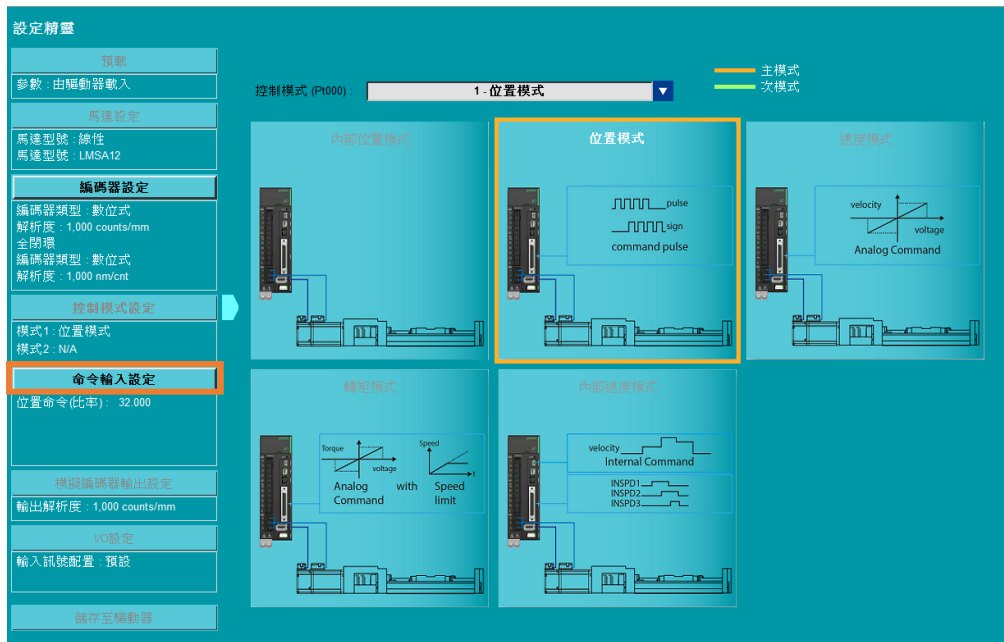 設定精靈
預載
參數 : 由驅動器載入
馬達設定
馬達型號 : 線性
馬達型號 : LMSA12
編碼器設定
編碼器類型 : 數位式
解析度 : 1,000 counts/mm
全閉環
編碼器類型 : 數位式
解析度 : 1,000 nm/cnt
控制模式設定
模式1 : 位置模式
模式2 : N/A
命令輸入設定
位置命令(比率) : 32.000
模擬編碼器輸出設定
輸出解析度 : 1,000 counts/mm
I/O設定
輸入訊號配置 : 預設
儲存至驅動器
控制模式 (Pt000) :
1 - 位置模式
主模式
次模式
內部位置模式
位置模式
pulse
sign
command pulse
速度模式
velocity
voltage
Analog Command
轉矩模式
Torque
voltage
Speed
t
Analog with Speed
Command limit
內部速度模式
velocity
Internal Command
INSPD1
INSPD2
INSPD3